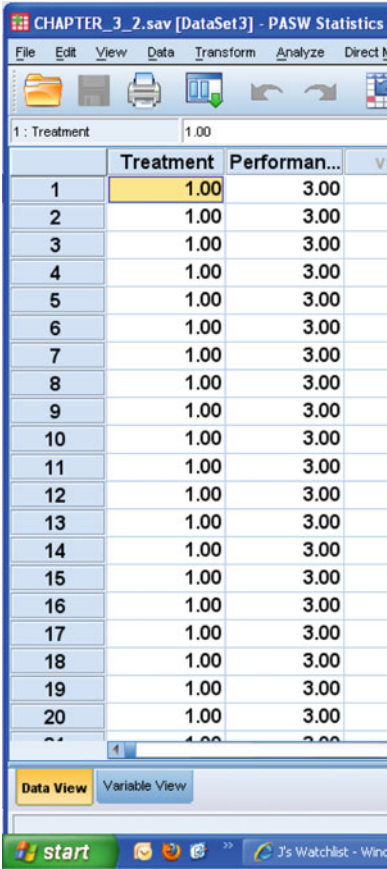 CHAPTER_3_2.sav [DataSet3] - PASW Statistics
File Edit View Data Transform Analyze Direct
1 : Treatment 1.00
Treatment Performan... v
1 1.00 3.00
2 1.00 3.00
3 1.00 3.00
4 1.00 3.00
5 1.00 3.00
6 1.00 3.00
7 1.00 3.00
8 1.00 3.00
9 1.00 3.00
10 1.00 3.00
11 1.00 3.00
12 1.00 3.00
13 1.00 3.00
14 1.00 3.00
15 1.00 3.00
16 1.00 3.00
17 1.00 3.00
18 1.00 3.00
19 1.00 3.00
20 1.00 3.00
Data View Variable View
start J's Watchlist - Wind